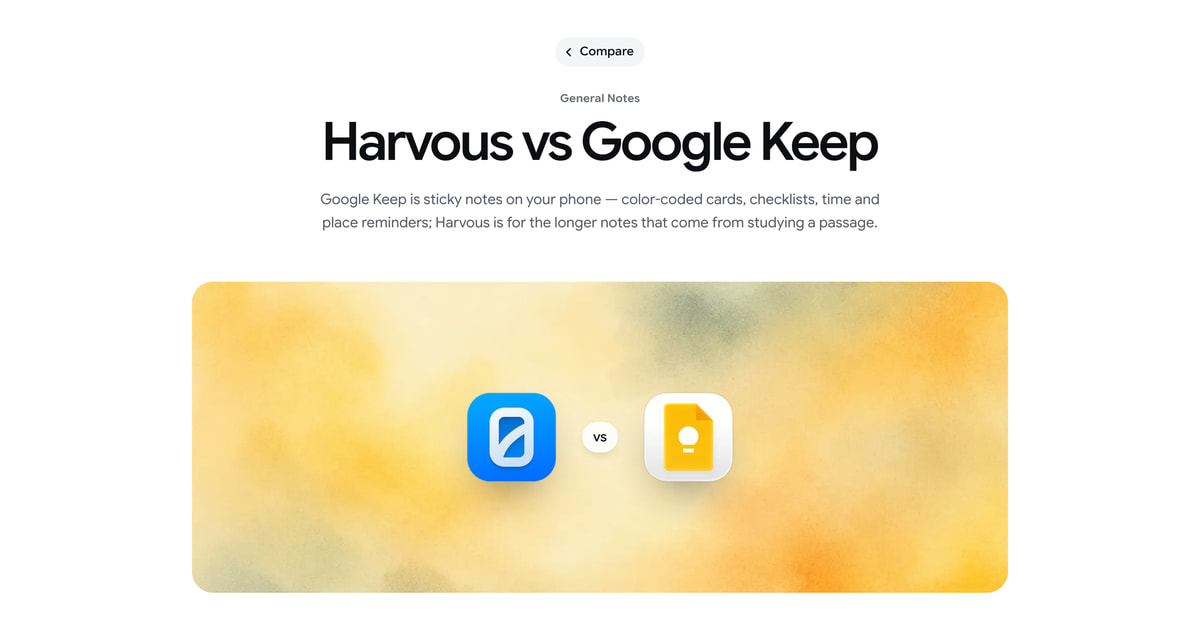 Compare
General Notes
Harvous vs Google Keep
Google Keep is sticky notes on your phone — color-coded cards, checklists, time and
place reminders; Harvous is for the longer notes that come from studying a passage.
vs